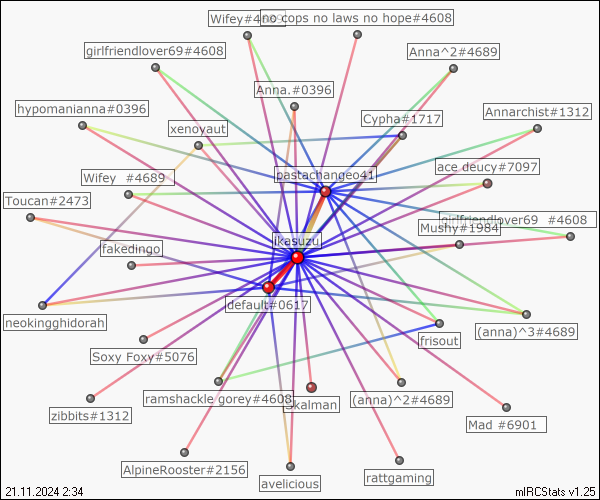 Wifey#4689
no cops no laws no hope#4608
girlfriendlover69#4608
Anna^2#4689
Anna.#0396
hypomanianna#0396
Annarchist#1312
Cypha#1717
xenoyaut
ace deucy#7097
pastachangeo41
Wifey  #4689
Toucan#2473
girlfriendlover69  #4608
Mushy#1984
ikasuzu
fakedingo
default#0617
neokingghidorah
(anna)^3#4689
frisout
Soxy Foxy#5076
ramshackle gorey#4608
Skalman
(anna)^2#4689
zibbits#1312
Mad #6901
AlpineRooster#2156
avelicious
rattgaming
21.11.2024 2:34
mIRCStats v1.25